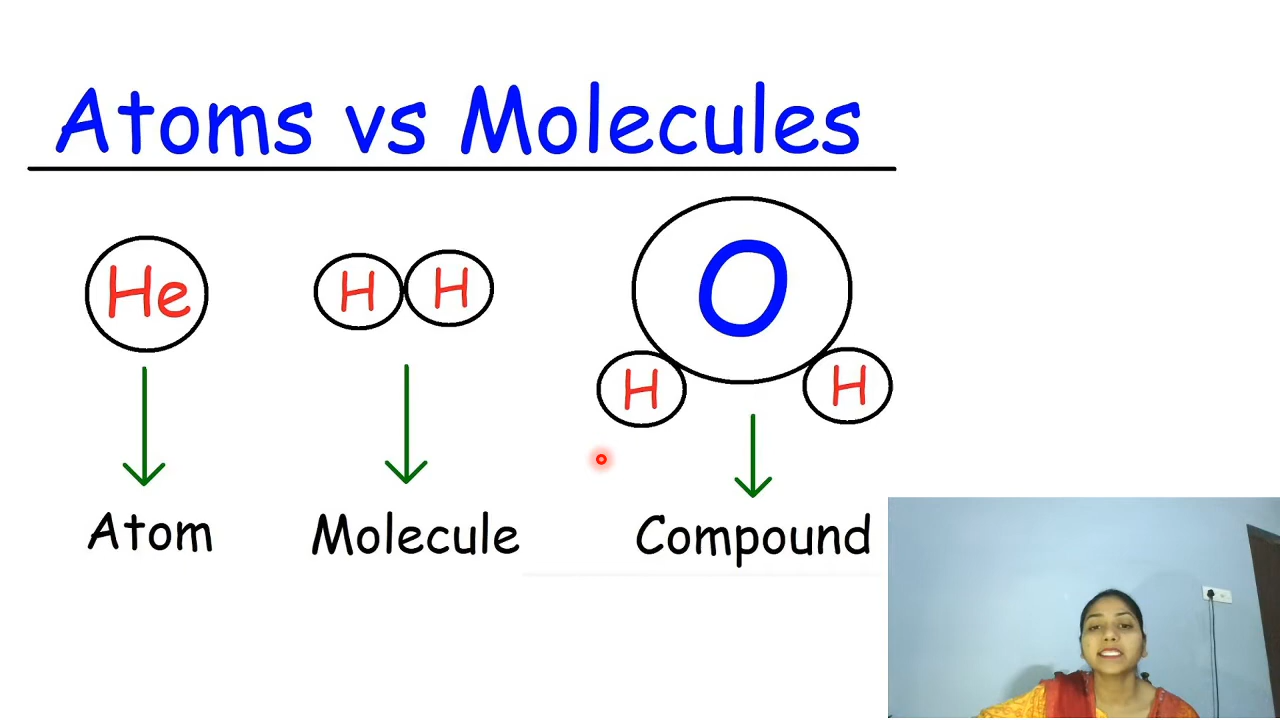 Atoms vs Molecules
He
H H
O
H H
Atom Molecule Compound